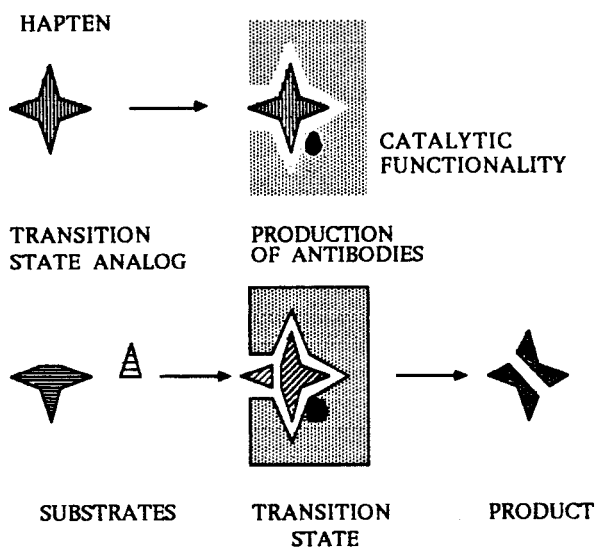 HAPTEN
CATALYTIC
FUNCTIONALITY
TRANSITION
STATE ANALOG
PRODUCTION
OF ANTIBODIES
SUBSTRATES
TRANSITION
STATE
PRODUCT